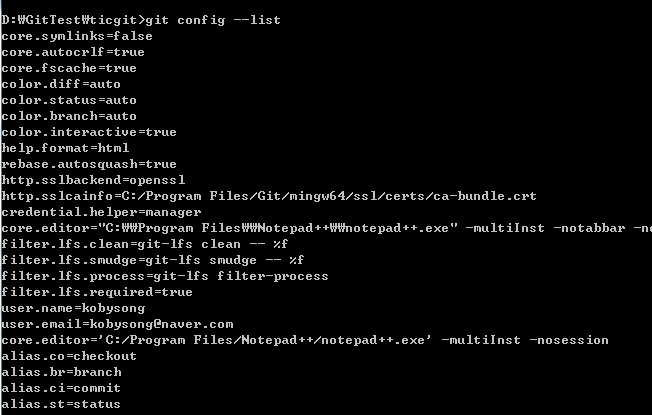 D:₩GitTest₩ticgit>git config --list
core.symlinks=false
core.autocrlf=true
core.fscache=true
color.diff=auto
color.status=auto
color.branch=auto
color.interactive=true
help.format=html
rebase.autosquash=true
http.sslbackend=openssl
http.sslcainfo=C:/Program Files/Git/mingw64/ssl/certs/ca-bundle.crt
credential.helper=manager
core.editor="C:₩₩Program Files₩₩Notepad++₩₩notepad++.exe" -multiInst -notabbar -no
filter.lfs.clean=git-lfs clean -- %f
filter.lfs.smudge=git-lfs smudge -- %f
filter.lfs.process=git-lfs filter-process
filter.lfs.required=true
user.name=kobysong
user.email=kobysong@naver.com
core.editor='C:/Program Files/Notepad++/notepad++.exe' -multiInst -nosession
alias.co=checkout
alias.br=branch
alias.ci=commit
alias.st=status